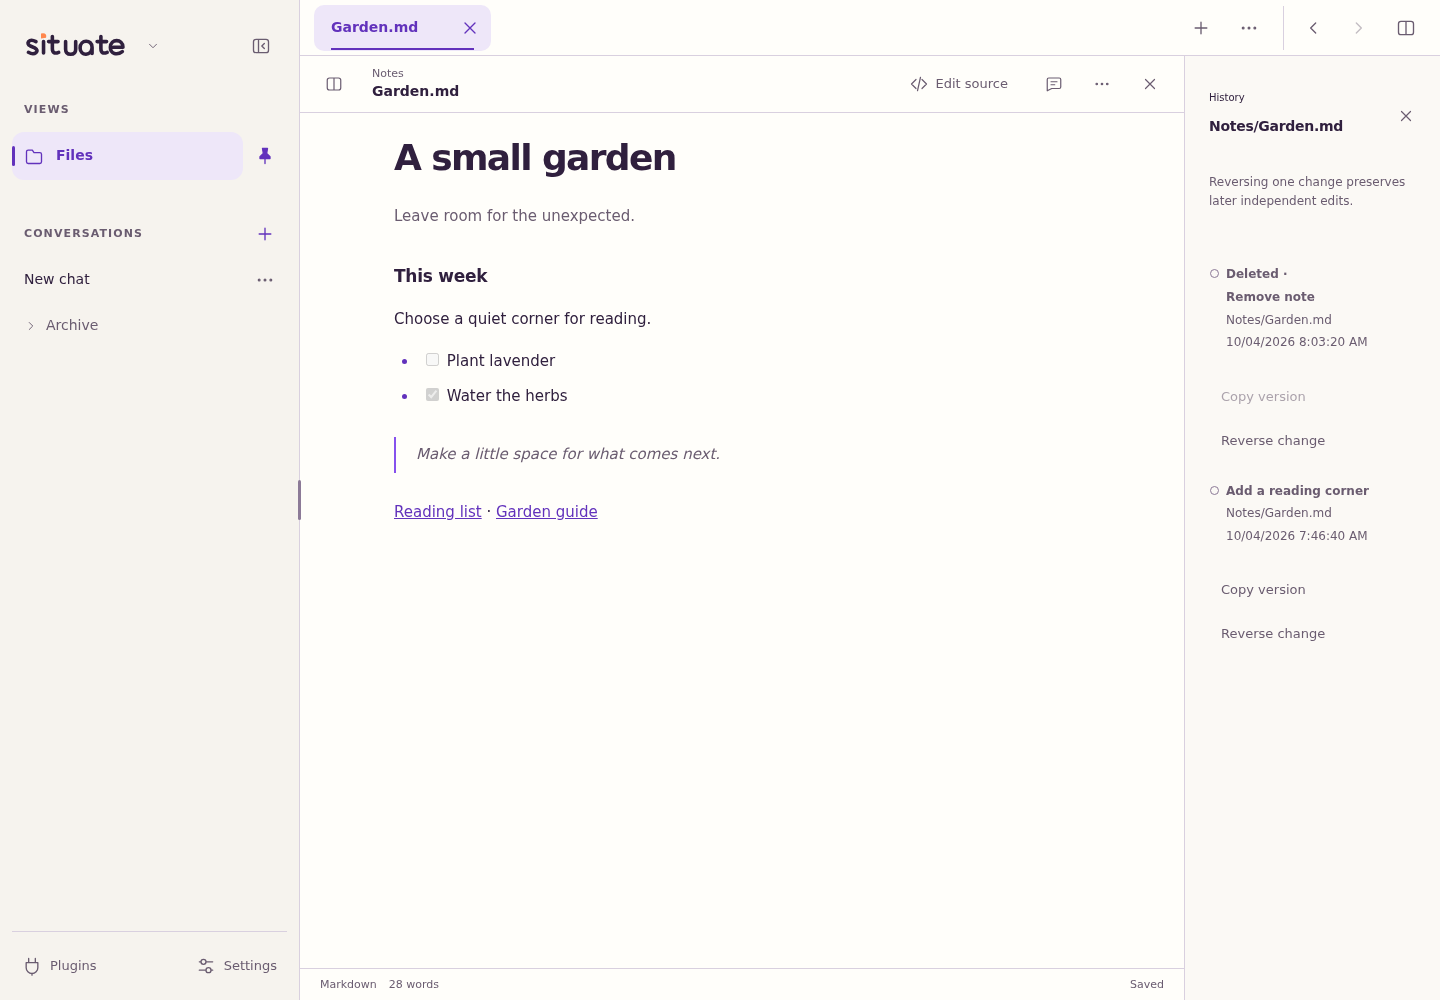 situate
VIEWS
Files
CONVERSATIONS
New chat
Archive
Plugins
Settings
Garden.md
Notes
Garden.md
Edit source
A small garden
Leave room for the unexpected.
This week
Choose a quiet corner for reading.
Plant lavender
Water the herbs
Make a little space for what comes next.
Reading list · Garden guide
Markdown 28 words
Saved
History
Notes/Garden.md
Reversing one change preserves
later independent edits.
Deleted ·
Remove note
Notes/Garden.md
10/04/2026 8:03:20 AM
Copy version
Reverse change
Add a reading corner
Notes/Garden.md
10/04/2026 7:46:40 AM
Copy version
Reverse change